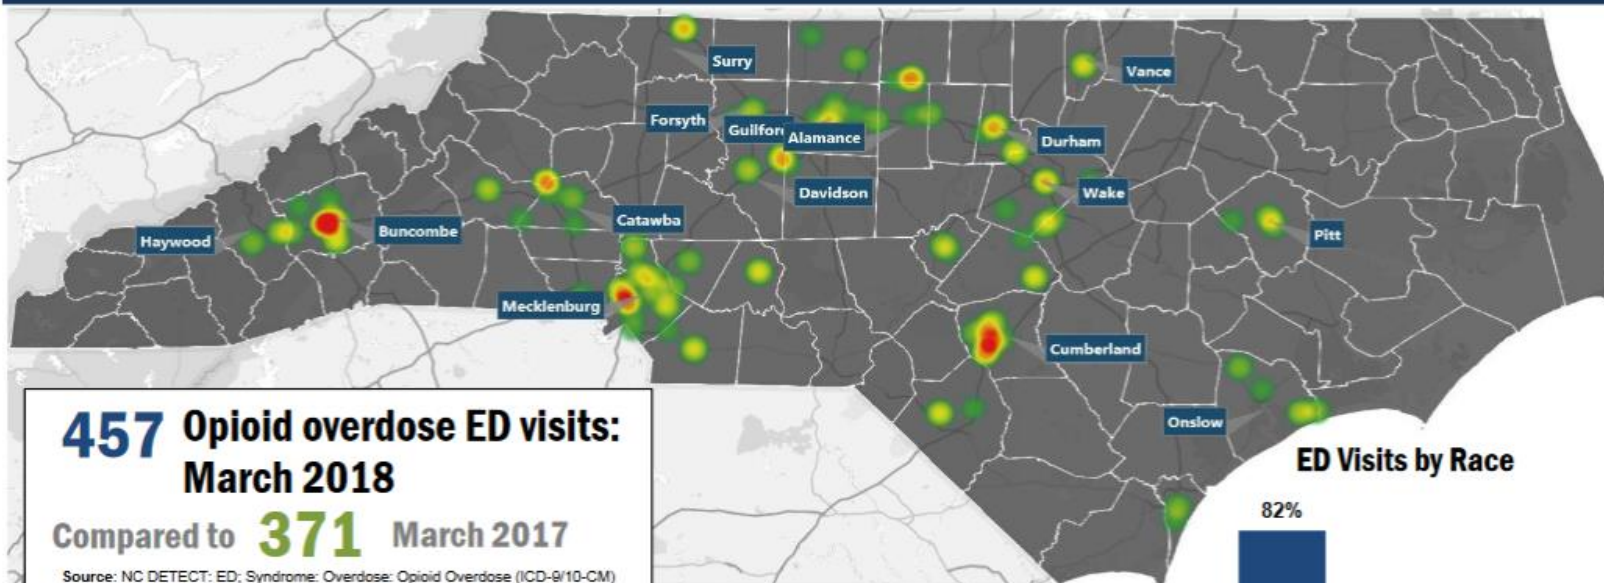 Surry
Vance
Forsyth
Guilford
Alamance
Durham
Davidson
Wake
Catawba
Buncombe
Haywood
Pitt
Mecklenburg
Cumberland
Onslow
457 Opioid overdose ED visits:
March 2018
Compared to 371 March 2017
Source: NC DETECT: ED; Syndrome: Overdose: Opioid Overdose (ICD-9/10-CM)
ED Visits by Race
82%